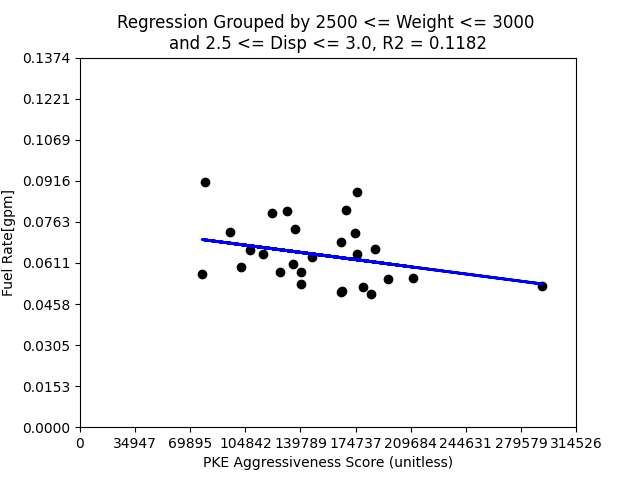 Regression Grouped by 2500 <= Weight <= 3000
and 2.5 <= Disp <= 3.0, R2 = 0.1182
0.1374
0.1221
0.1069
0.0916
0.0763
0.0611
0.0458
0.0305
0.0153
0.0000
Fuel Rate[gpm]
0 34947 69895 104842 139789 174737 209684 244631 279579 314526
PKE Aggressiveness Score (unitless)